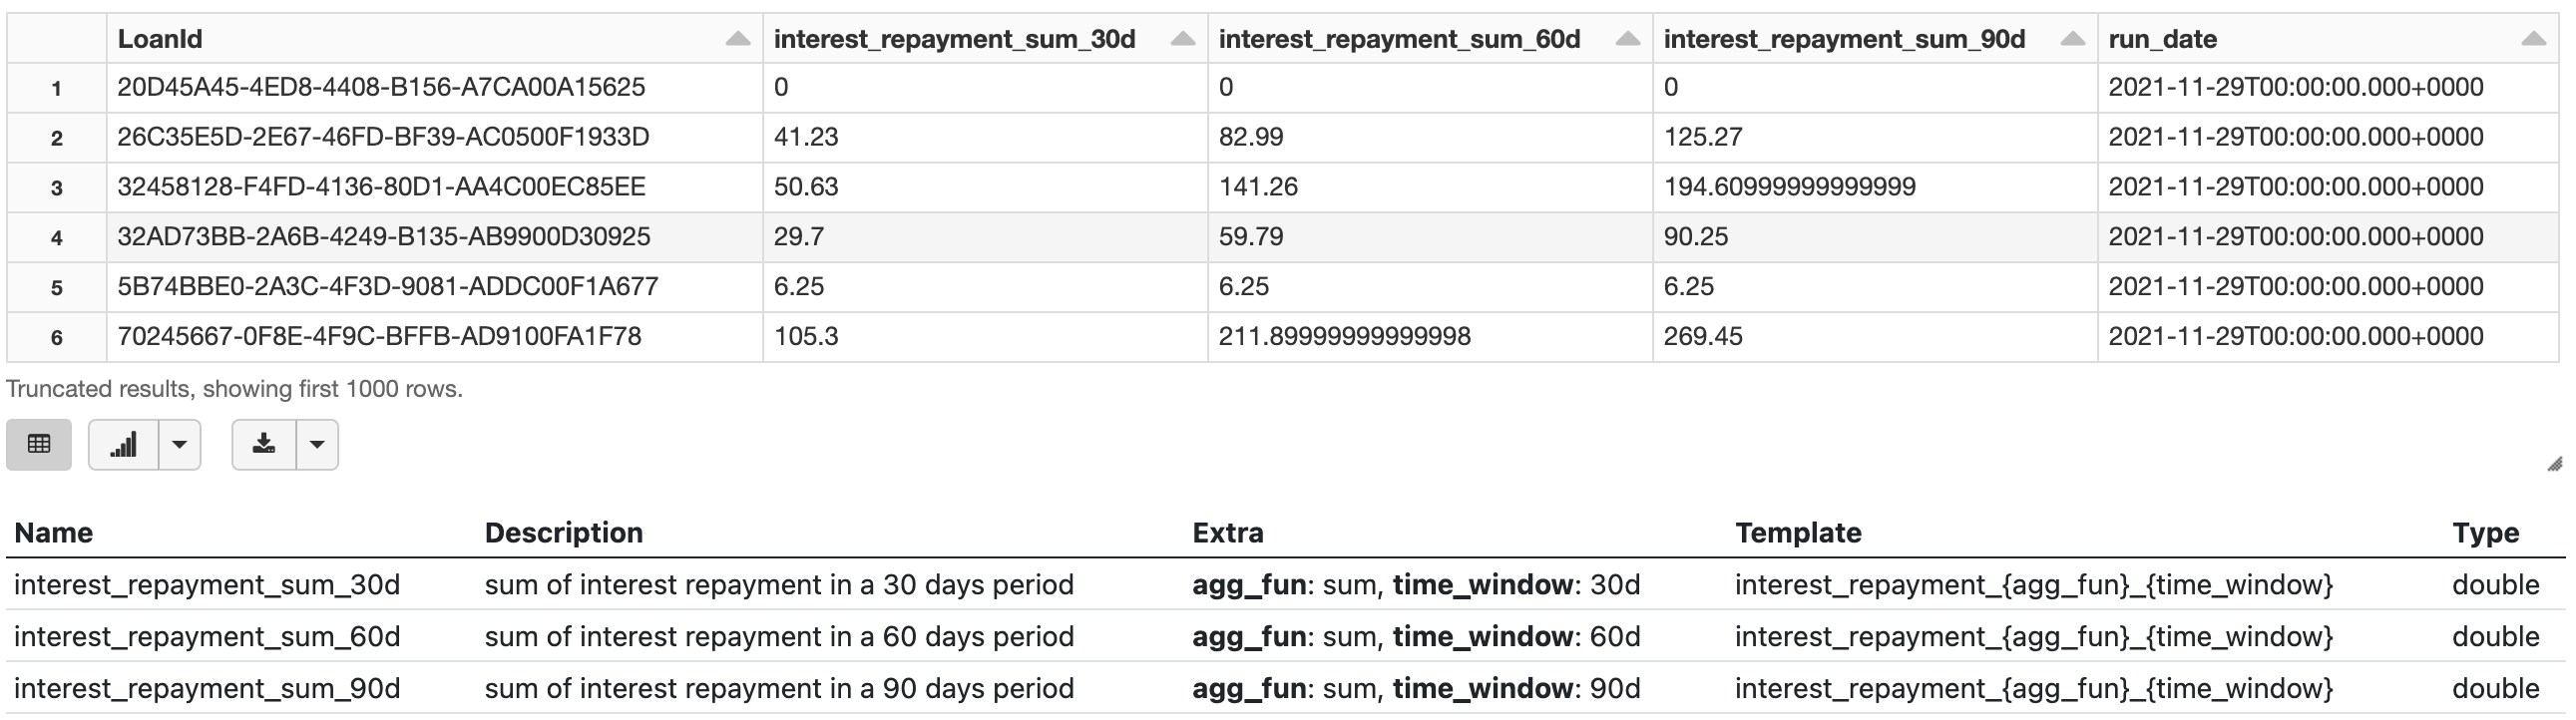 LoanId interest_repayment_sum_30d interest_repayment_sum_60d interest_repayment_sum_90d run_date
1 20D45A45-4ED8-4408-B156-A7CA00A15625 0 0 0 2021-11-29T00:00:00.000+0000
2 26C35E5D-2E67-46FD-BF39-AC0500F1933D 41.23 82.99 125.27 2021-11-29T00:00:00.000+0000
3 32458128-F4FD-4136-80D1-AA4C00EC85EE 50.63 141.26 194.60999999999999 2021-11-29T00:00:00.000+0000
4 32AD73BB-2A6B-4249-B135-AB9900D30925 29.7 59.79 90.25 2021-11-29T00:00:00.000+0000
5 5B74BBE0-2A3C-4F3D-9081-ADDC00F1A677 6.25 6.25 6.25 2021-11-29T00:00:00.000+0000
6 70245667-0F8E-4F9C-BFFB-AD9100FA1F78 105.3 211.89999999999998 269.45 2021-11-29T00:00:00.000+0000
Truncated results, showing first 1000 rows.
Name Description Extra Template Type
interest_repayment_sum_30d sum of interest repayment in a 30 days period agg_fun: sum, time_window: 30d interest_repayment_{agg_fun}_{time_window} double
interest_repayment_sum_60d sum of interest repayment in a 60 days period agg_fun: sum, time_window: 60d interest_repayment_{agg_fun}_{time_window} double
interest_repayment_sum_90d sum of interest repayment in a 90 days period agg_fun: sum, time_window: 90d interest_repayment_{agg_fun}_{time_window} double